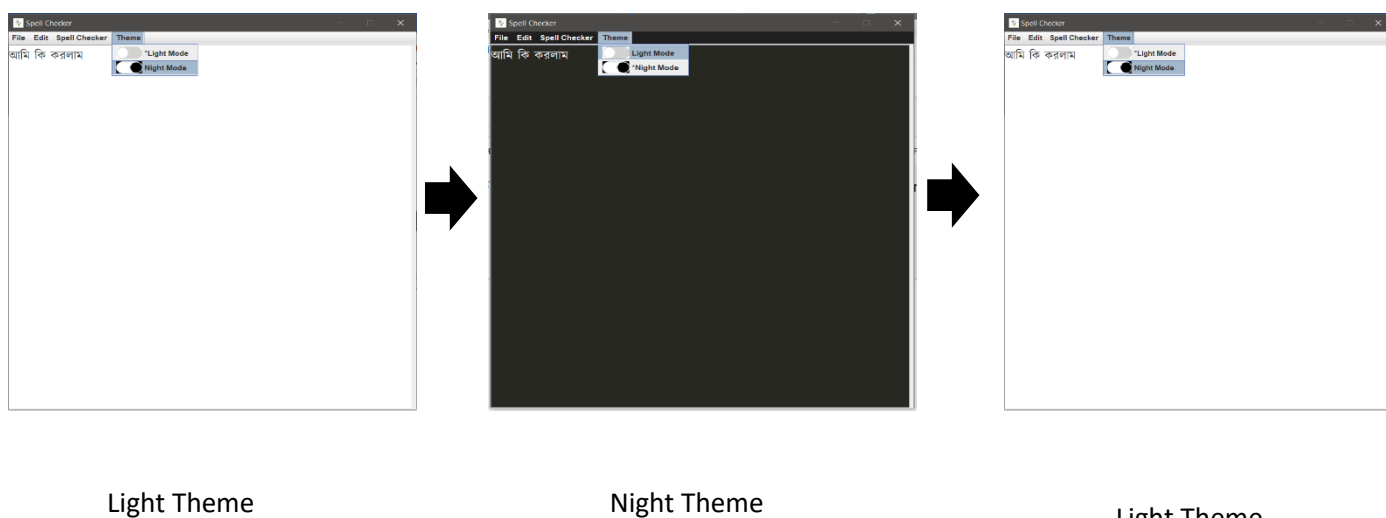 Spell Checker
File Edit Spell Checker Theme
আমি কি করলাম
*Light Mode
Night Mode
Spell Checker
File Edit Spell Checker Theme
আমি কি করলাম
Light Mode
*Night Mode
Spell Checker
File Edit Spell Checker Theme
আমি কি করলাম
*Light Mode
Night Mode
Light Theme
Night Theme
Light Theme